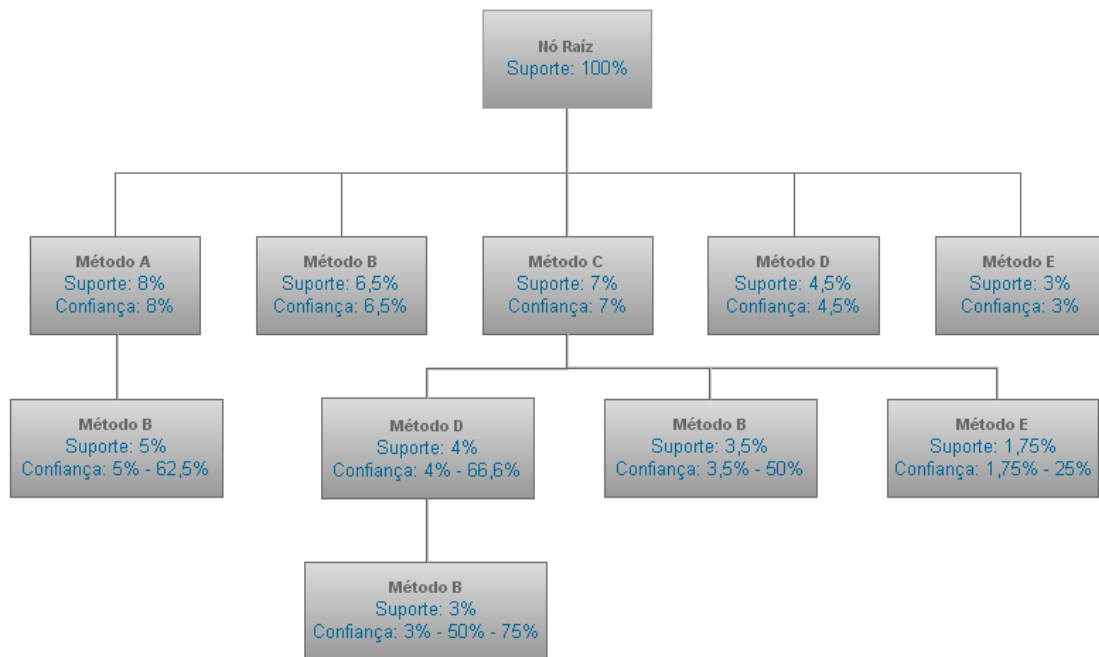 Nó Raíz
Suporte: 100%
Método A
Suporte: 8%
Confiança: 8%
Método B
Suporte: 6,5%
Confiança: 6,5%
Método C
Suporte: 7%
Confiança: 7%
Método D
Suporte: 4,5%
Confiança: 4,5%
Método E
Suporte: 3%
Confiança: 3%
Método B
Suporte: 5%
Confiança: 5% - 62,5%
Método D
Suporte: 4%
Confiança: 4% - 66,6%
Método B
Suporte: 3,5%
Confiança: 3,5% - 50%
Método E
Suporte: 1,75%
Confiança: 1,75% - 25%
Método B
Suporte: 3%
Confiança: 3% - 50% - 75%